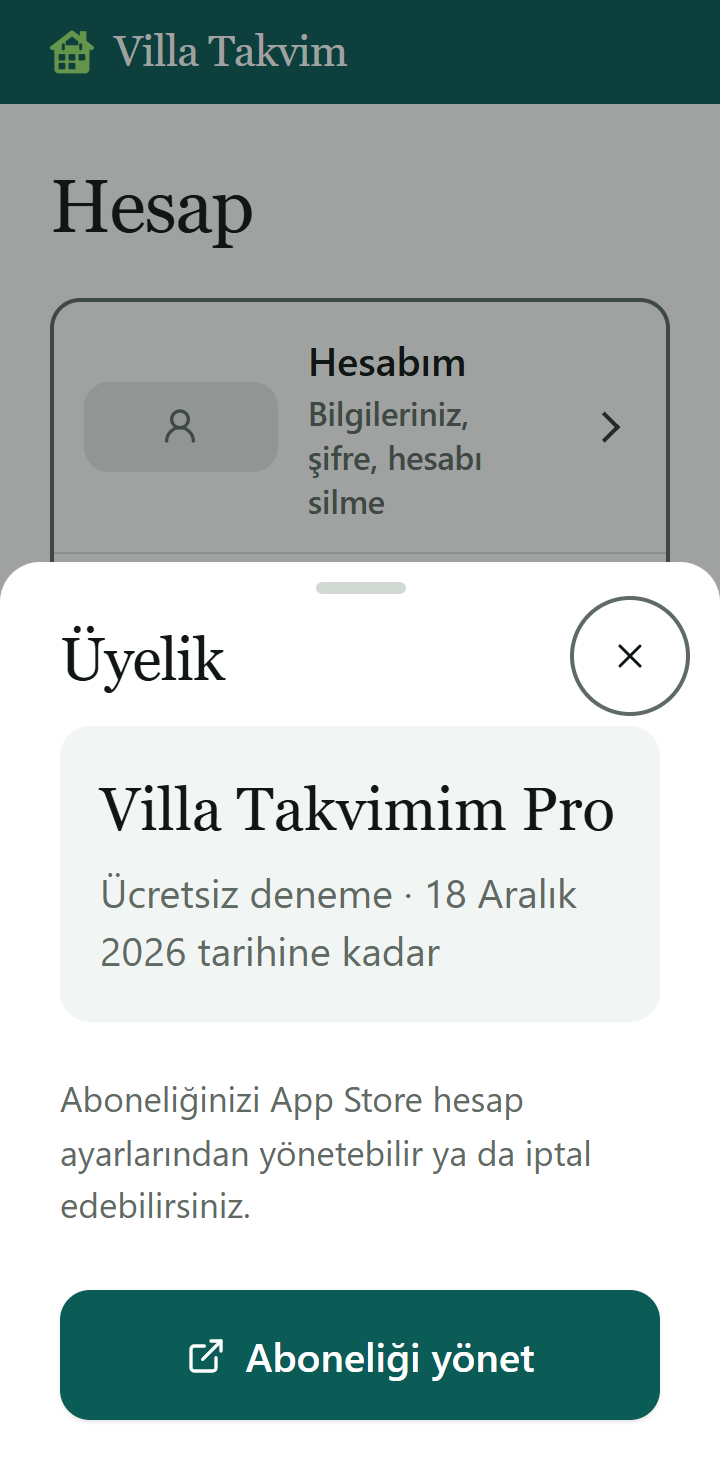 Villa Takvim
Hesap
Hesabım
Bilgileriniz,
şifre, hesabı
silme
Üyelik
Villa Takvimim Pro
Ücretsiz deneme · 18 Aralık
2026 tarihine kadar
Aboneliğinizi App Store hesap
ayarlarından yönetebilir ya da iptal
edebilirsiniz.
Aboneliği yönet